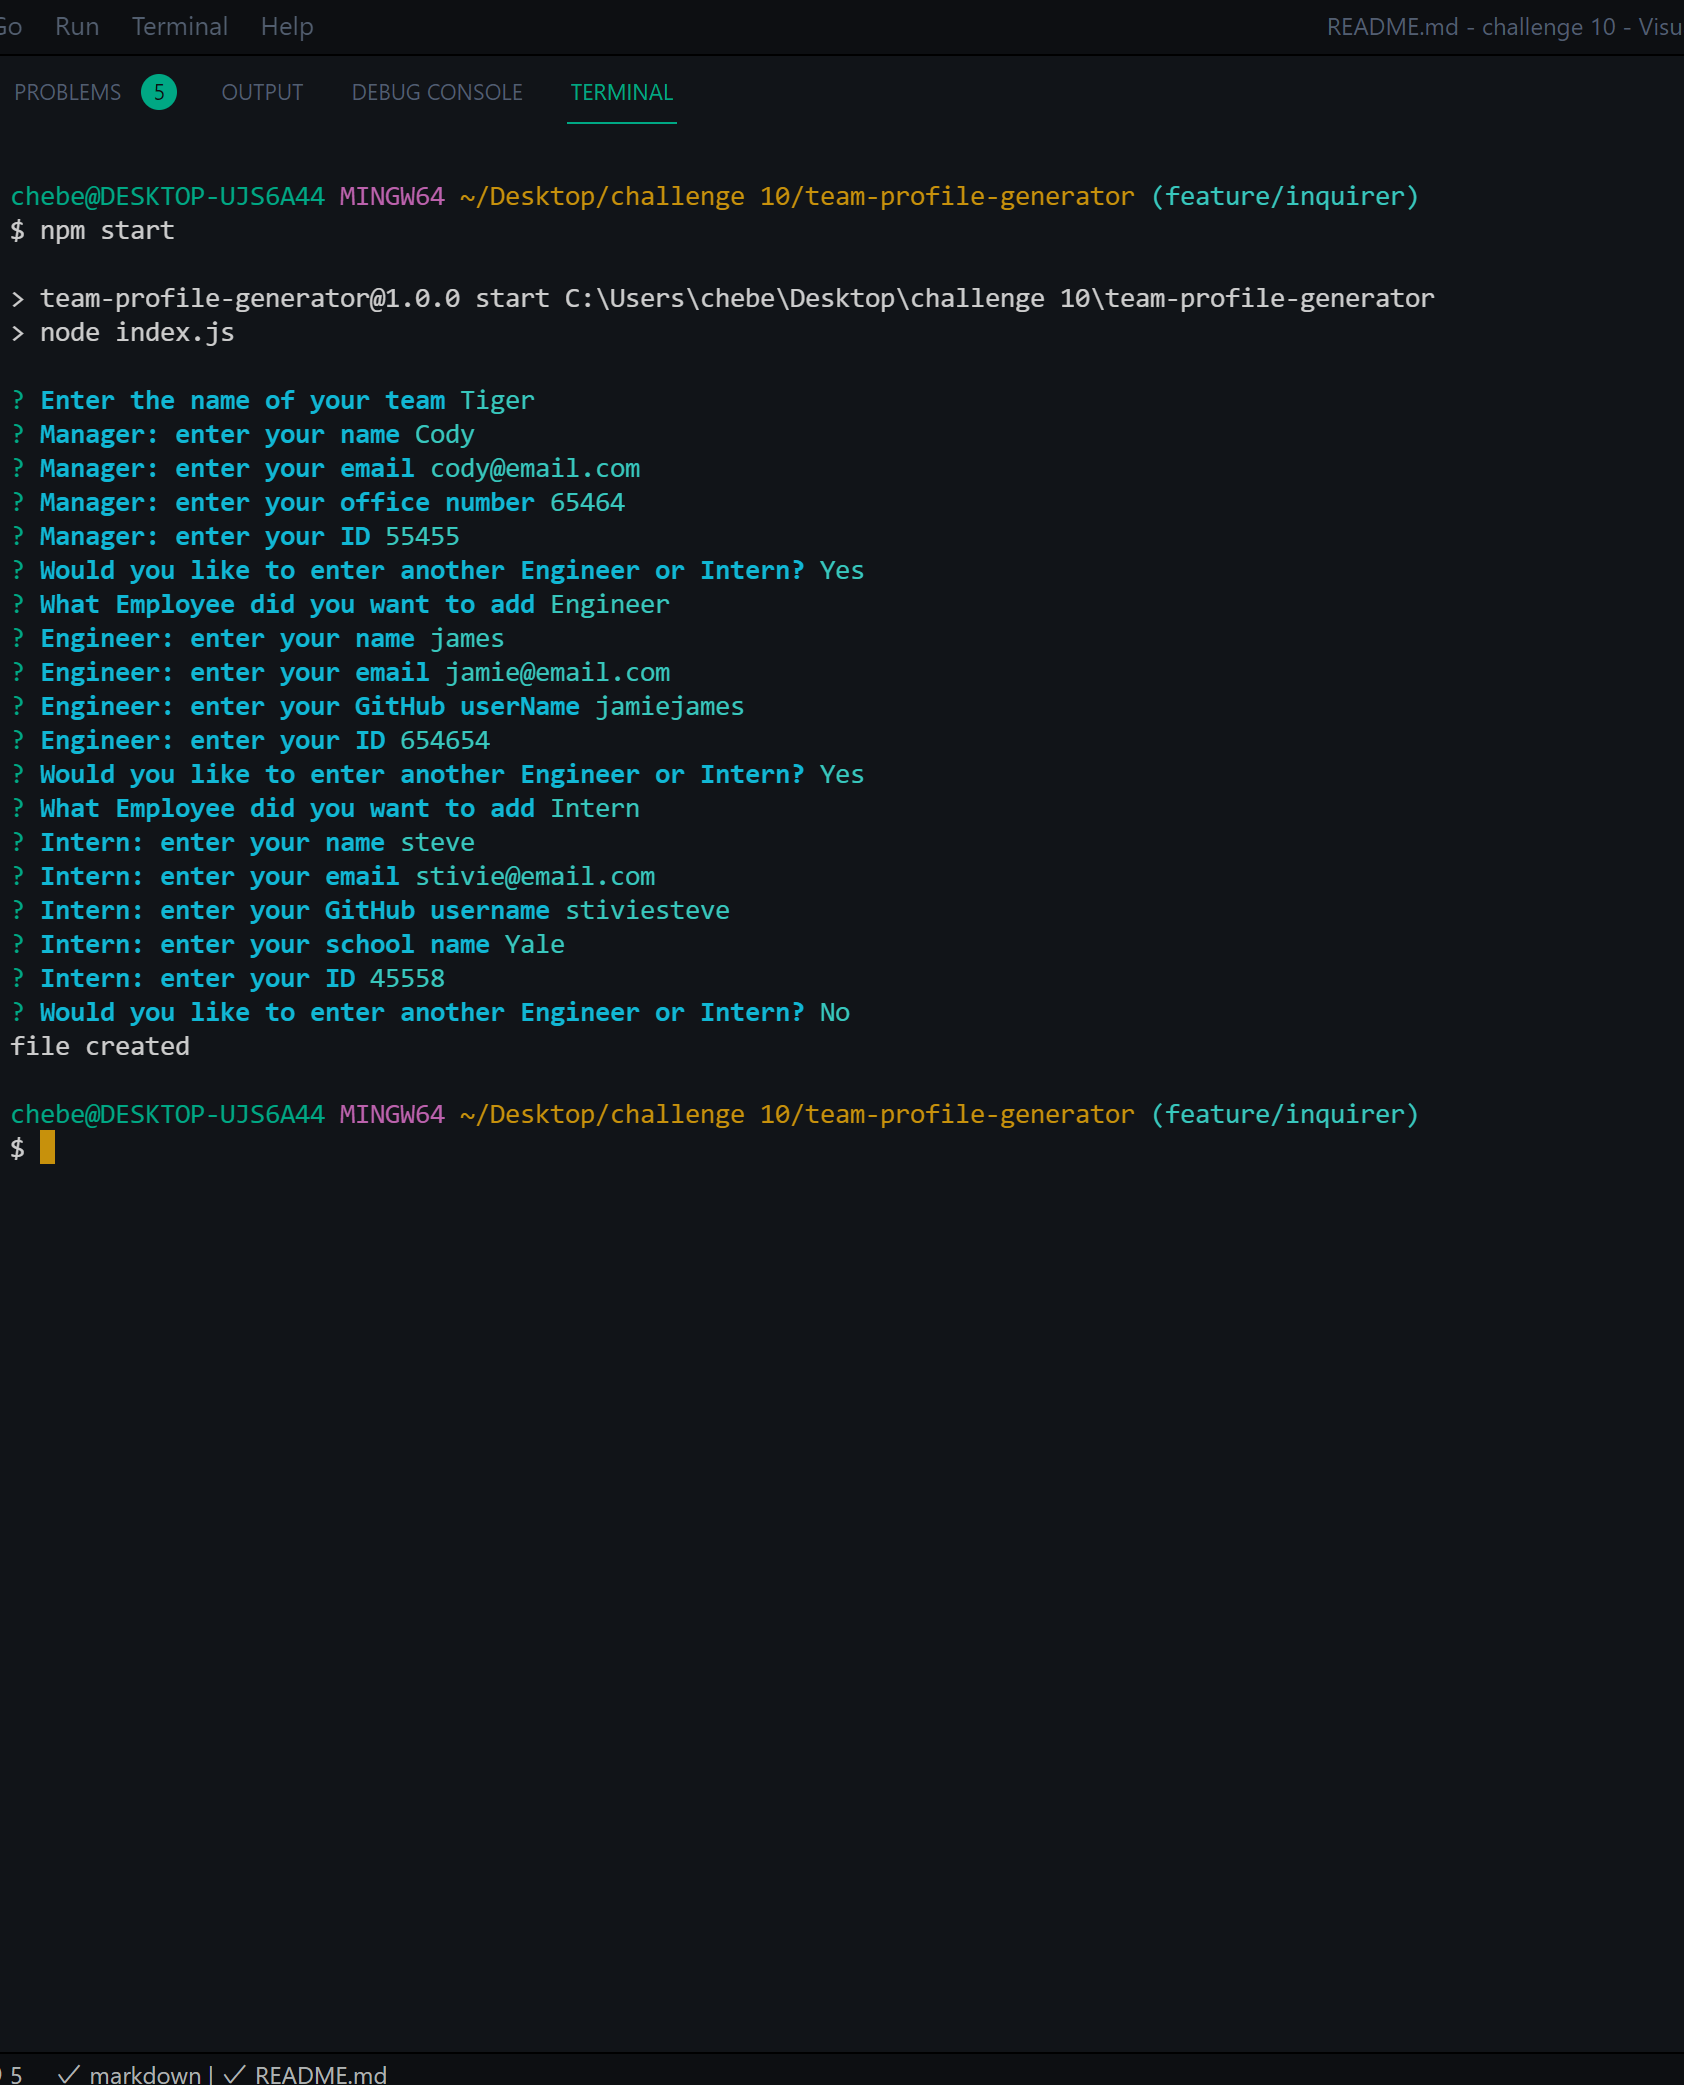 Go Run Terminal Help README.md - challenge 10 - Visu
PROBLEMS 5 OUTPUT DEBUG CONSOLE TERMINAL
chebe@DESKTOP-UJS6A44 MINGW64 ~/Desktop/challenge 10/team-profile-generator (feature/inquirer)
$ npm start
> team-profile-generator@1.0.0 start C:\Users\chebe\Desktop\challenge 10\team-profile-generator
> node index.js
? Enter the name of your team Tiger
? Manager: enter your name Cody
? Manager: enter your email cody@email.com
? Manager: enter your office number 65464
? Manager: enter your ID 55455
? Would you like to enter another Engineer or Intern? Yes
? What Employee did you want to add Engineer
? Engineer: enter your name james
? Engineer: enter your email jamie@email.com
? Engineer: enter your GitHub userName jamiejames
? Engineer: enter your ID 654654
? Would you like to enter another Engineer or Intern? Yes
? What Employee did you want to add Intern
? Intern: enter your name steve
? Intern: enter your email stivie@email.com
? Intern: enter your GitHub username stiviesteve
? Intern: enter your school name Yale
? Intern: enter your ID 45558
? Would you like to enter another Engineer or Intern? No
file created
chebe@DESKTOP-UJS6A44 MINGW64 ~/Desktop/challenge 10/team-profile-generator (feature/inquirer)
$
5 ✓ markdown | ✓ README.md